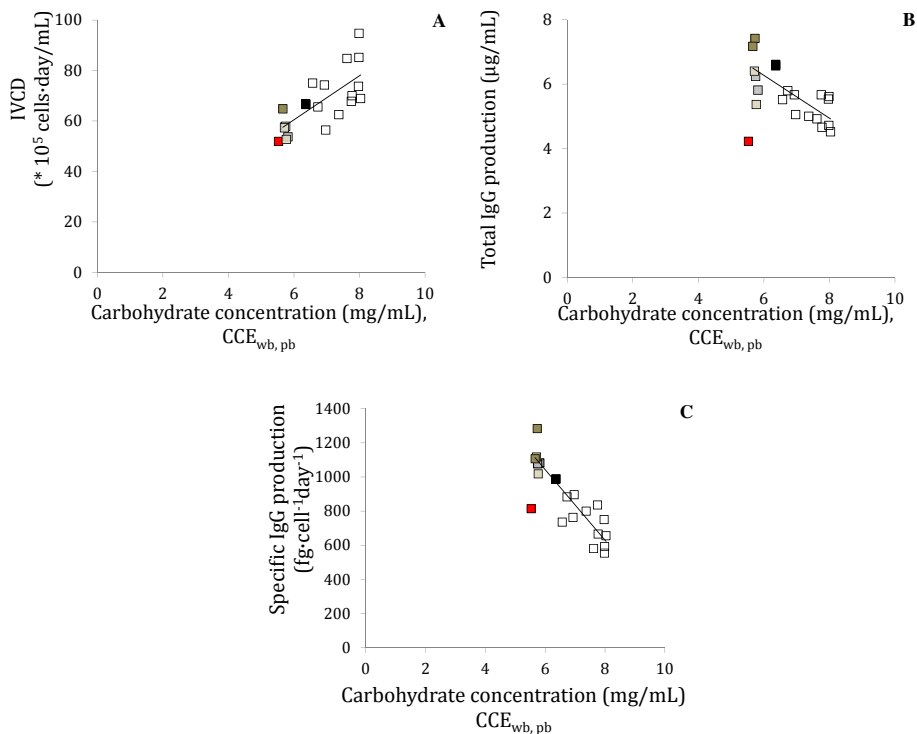 A
IVCD
(* 10⁵ cells·day/mL)
100
80
60
40
20
0
0 2 4 6 8 10
Carbohydrate concentration (mg/mL),
CCEwb, pb
B
Total IgG production (µg/mL)
8
6
4
2
0
0 2 4 6 8 10
Carbohydrate concentration (mg/mL),
CCEwb, pb
C
Specific IgG production
(fg·cell⁻¹day⁻¹)
1400
1200
1000
800
600
400
200
0
0 2 4 6 8 10
Carbohydrate concentration (mg/mL)
CCEwb, pb